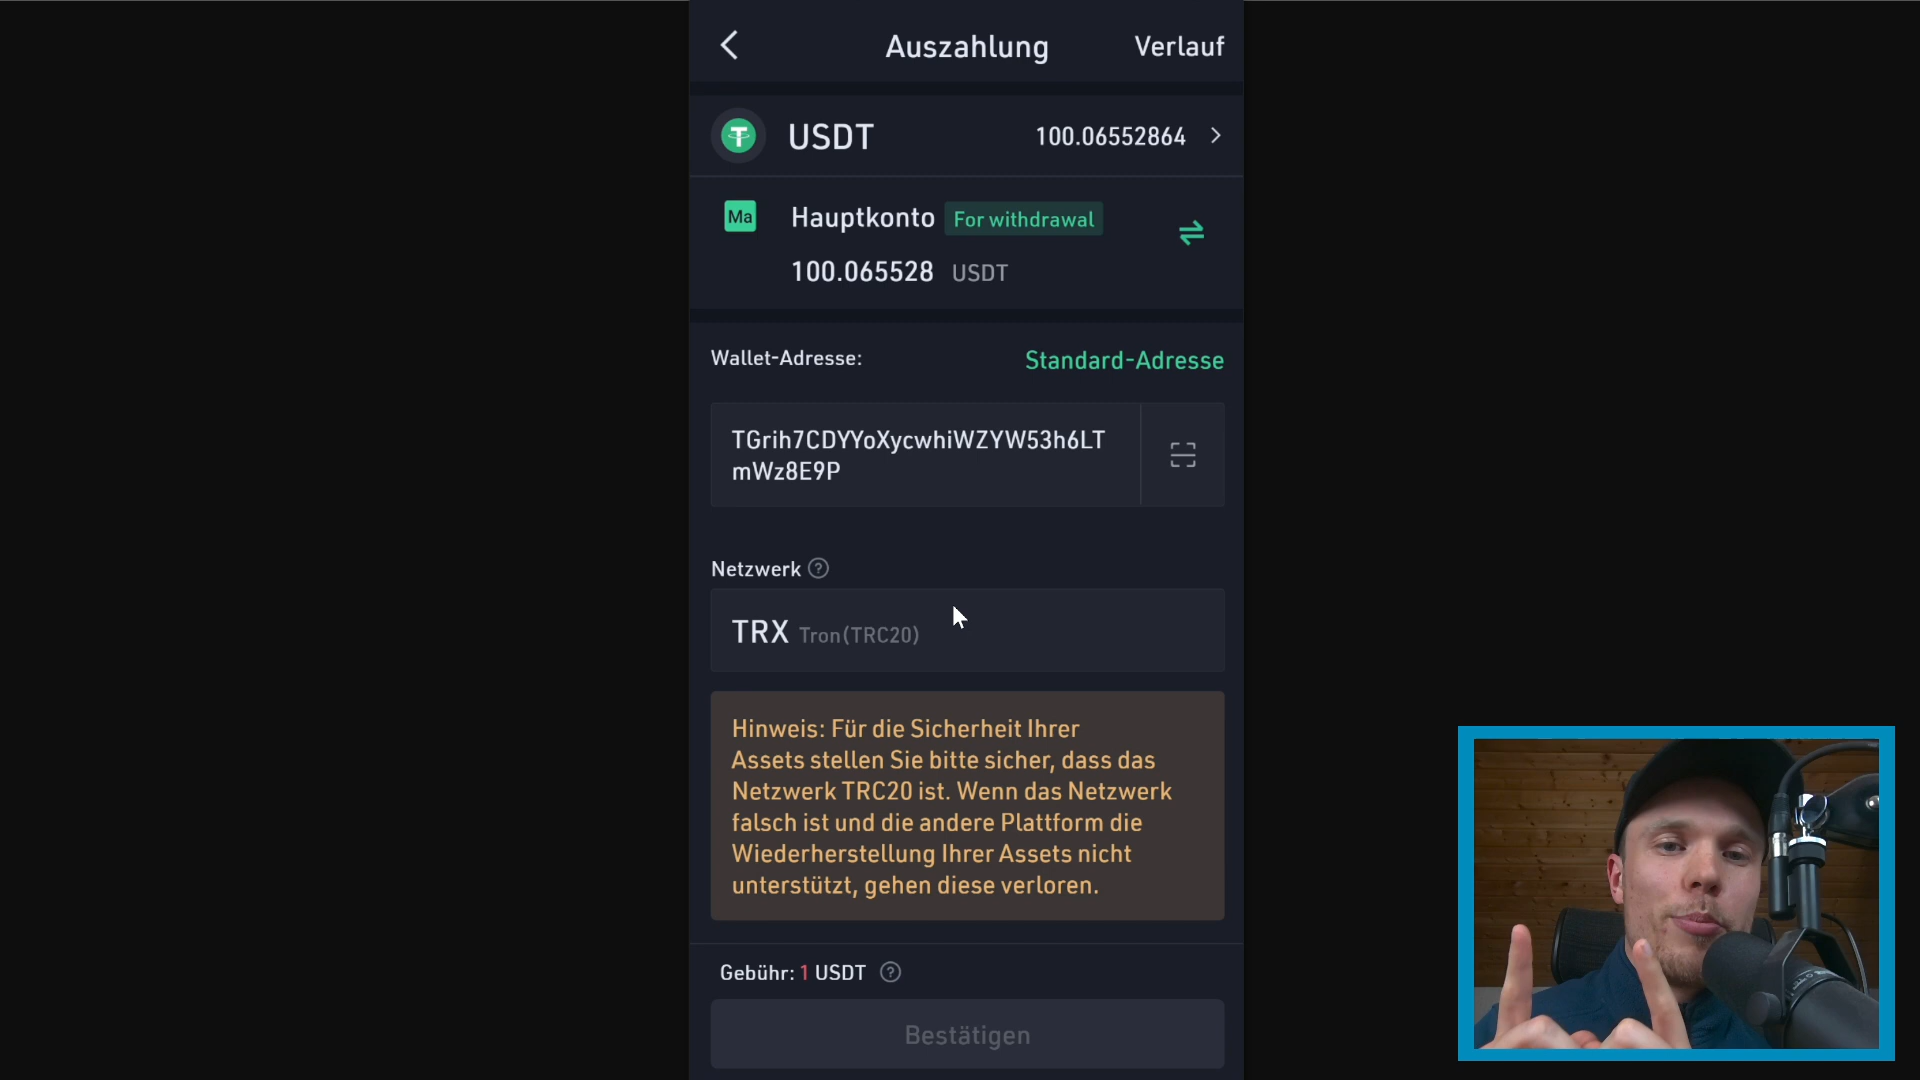 Auszahlung
Verlauf
USDT
100.06552864
Ma
Hauptkonto
For withdrawal
100.065528 USDT
Wallet-Adresse:
Standard-Adresse
TGrih7CDYYoXycwhiWZYW53h6LT
mWz8E9P
Netzwerk ?
TRX Tron(TRC20)
Hinweis: Für die Sicherheit Ihrer
Assets stellen Sie bitte sicher, dass das
Netzwerk TRC20 ist. Wenn das Netzwerk
falsch ist und die andere Plattform die
Wiederherstellung Ihrer Assets nicht
unterstützt, gehen diese verloren.
Gebühr: 1 USDT ?
Bestätigen